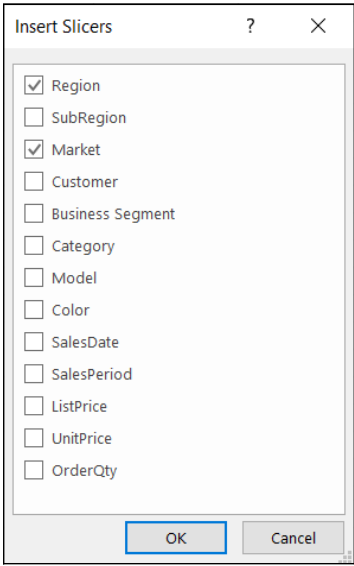 Insert Slicers ?
Region
SubRegion
Market
Customer
Business Segment
Category
Model
Color
SalesDate
SalesPeriod
ListPrice
UnitPrice
OrderQty
OK Cancel